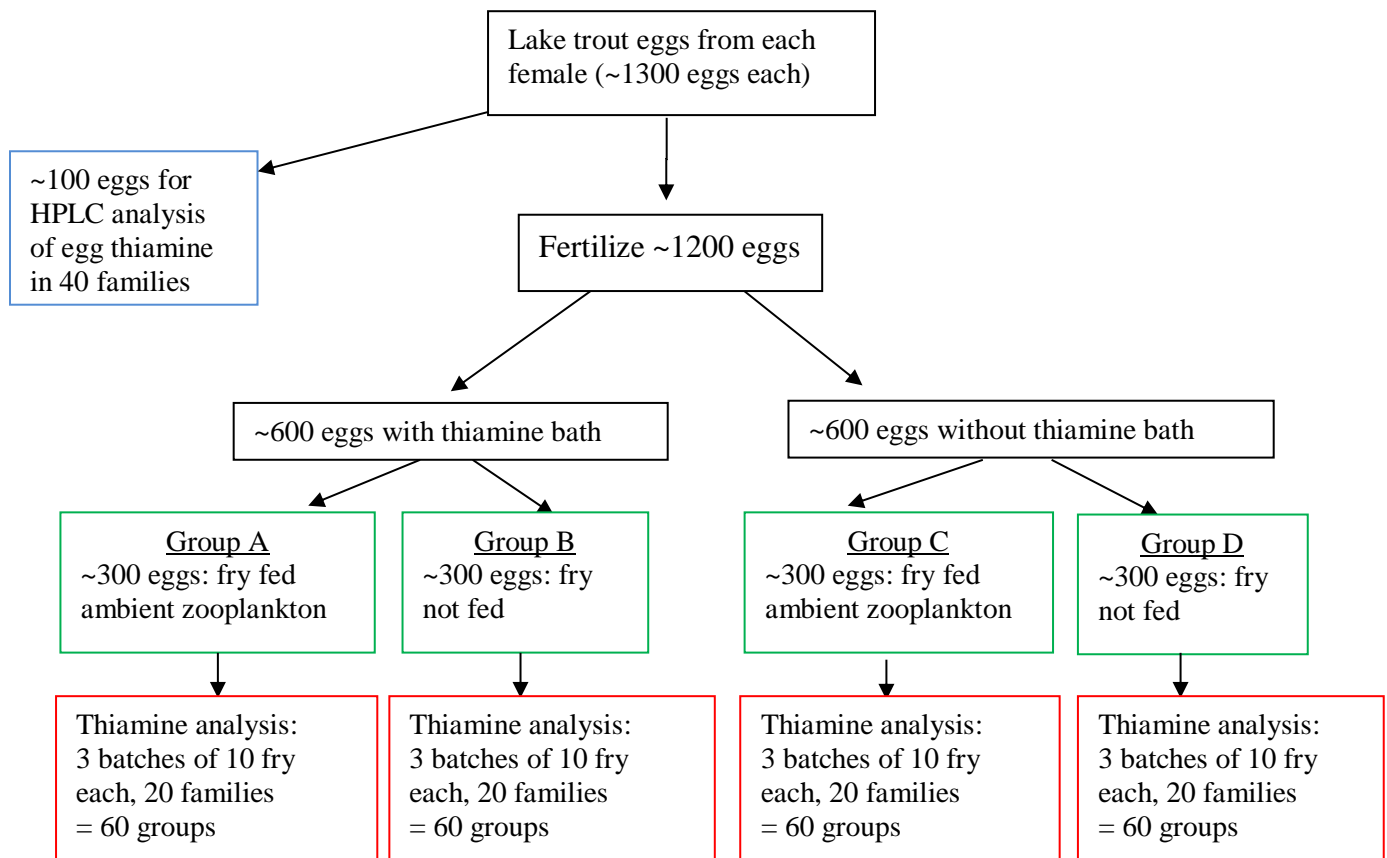 Lake trout eggs from each
female (~1300 eggs each)
~100 eggs for
HPLC analysis
of egg thiamine
in 40 families
Fertilize ~1200 eggs
~600 eggs with thiamine bath
~600 eggs without thiamine bath
Group A
~300 eggs: fry fed
ambient zooplankton
Group B
~300 eggs: fry
not fed
Group C
~300 eggs: fry fed
ambient zooplankton
Group D
~300 eggs: fry
not fed
Thiamine analysis:
3 batches of 10 fry
each, 20 families
= 60 groups
Thiamine analysis:
3 batches of 10 fry
each, 20 families
= 60 groups
Thiamine analysis:
3 batches of 10 fry
each, 20 families
= 60 groups
Thiamine analysis:
3 batches of 10 fry
each, 20 families
= 60 groups